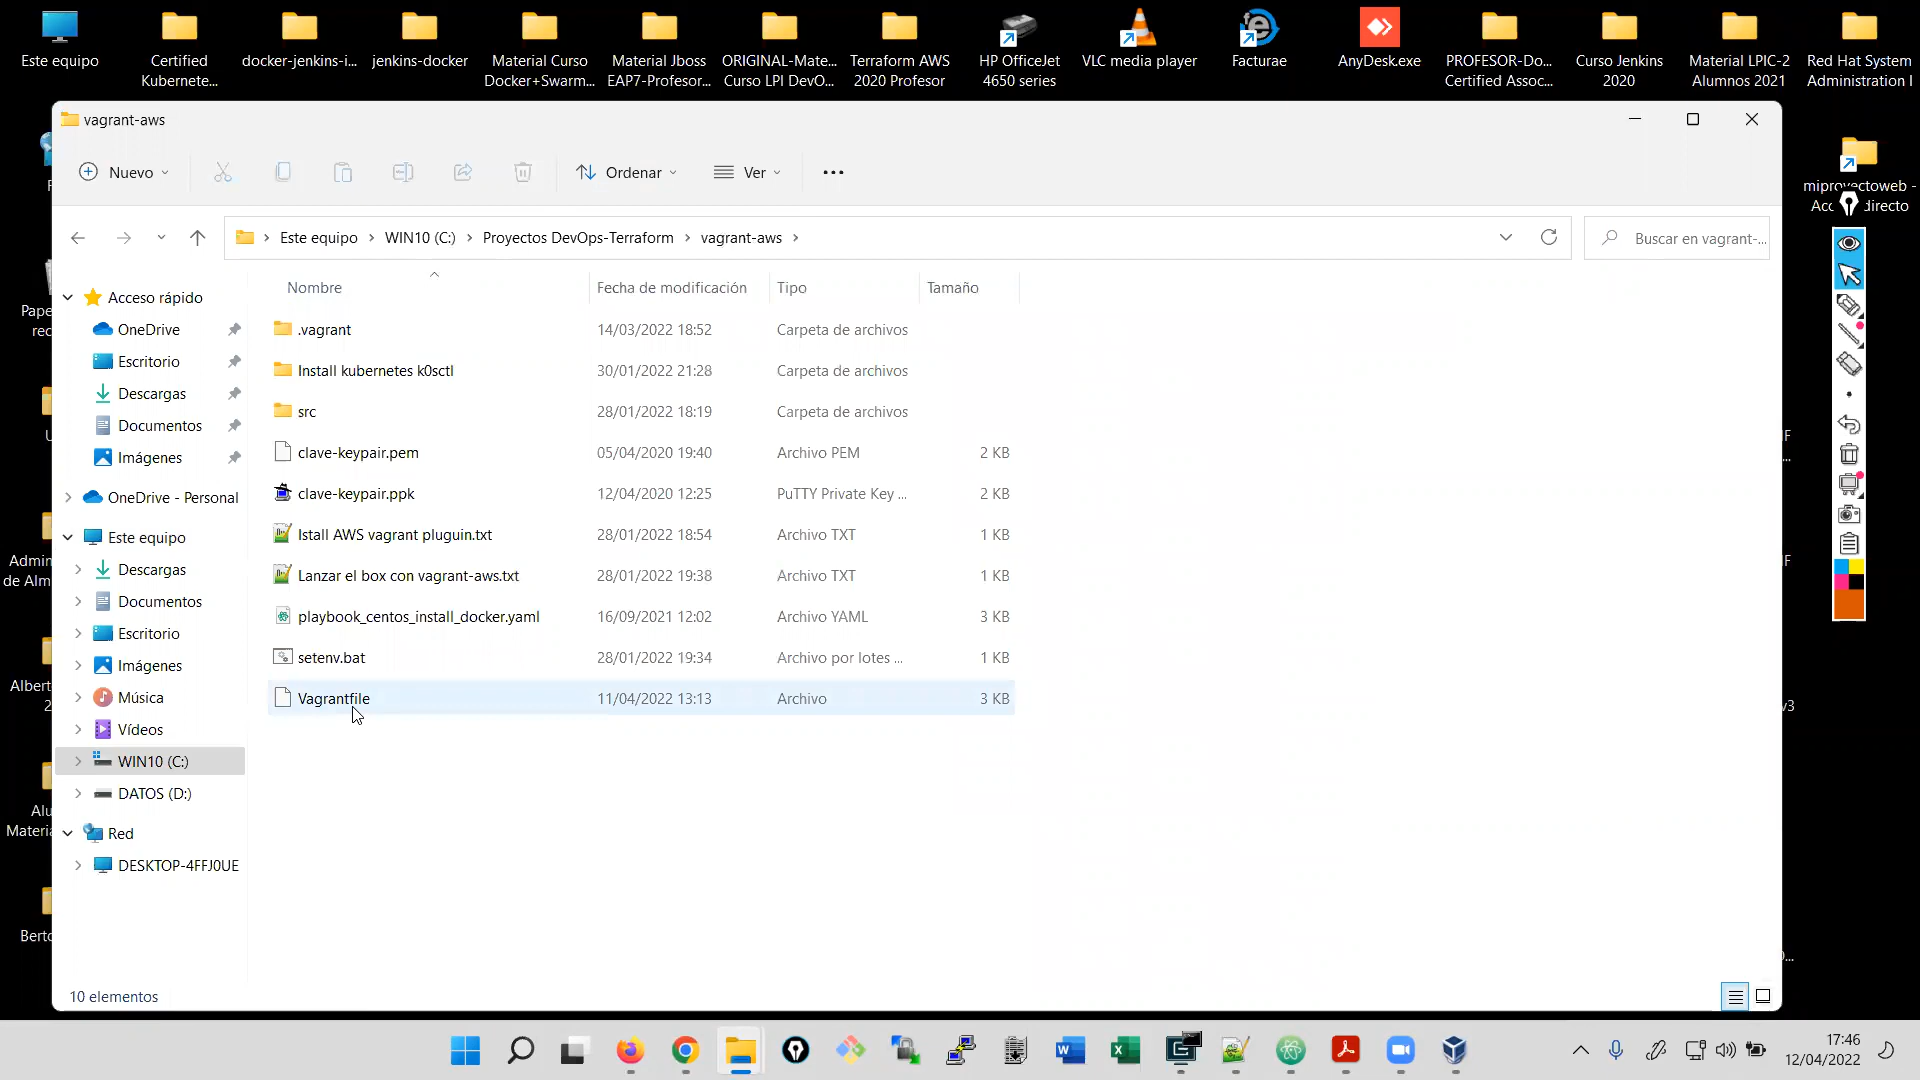 Este equipo
Certified
Kubernete...
docker-jenkins-i...
jenkins-docker
Material Curso
Docker+Swarm...
Material Jboss
EAP7-Profesor...
ORIGINAL-Mate...
Curso LPI DevO...
Terraform AWS
2020 Profesor
HP OfficeJet
4650 series
VLC media player
Facturae
AnyDesk.exe
PROFESOR-Do...
Certified Assoc...
Curso Jenkins
2020
Material LPIC-2
Alumnos 2021
Red Hat System
Administration I
vagrant-aws
Nuevo
Ordenar
Ver
miproyectoweb -
directo
Este equipo
WIN10 (C:)
Proyectos DevOps-Terraform
vagrant-aws
Buscar en vagrant-...
Nombre
Fecha de modificación
Tipo
Tamaño
.vagrant 14/03/2022 18:52 Carpeta de archivos
Install kubernetes k0sctl 30/01/2022 21:28 Carpeta de archivos
src 28/01/2022 18:19 Carpeta de archivos
clave-keypair.pem 05/04/2020 19:40 Archivo PEM 2 KB
clave-keypair.ppk 12/04/2020 12:25 PuTTY Private Key ... 2 KB
Istall AWS vagrant pluguin.txt 28/01/2022 18:54 Archivo TXT 1 KB
Lanzar el box con vagrant-aws.txt 28/01/2022 19:38 Archivo TXT 1 KB
playbook_centos_install_docker.yaml 16/09/2021 12:02 Archivo YAML 3 KB
setenv.bat 28/01/2022 19:34 Archivo por lotes ... 1 KB
Vagrantfile 11/04/2022 13:13 Archivo 3 KB
Acceso rápido
OneDrive
Escritorio
Descargas
Documentos
Imágenes
OneDrive - Personal
Este equipo
Descargas
Documentos
Escritorio
Imágenes
Música
Vídeos
WIN10 (C:)
DATOS (D:)
Red
DESKTOP-4FFJ0UE
10 elementos
Pape
rec
Admin
de Alm
Albert
2
Alu
Materia
Berto
v3
17:46
12/04/2022